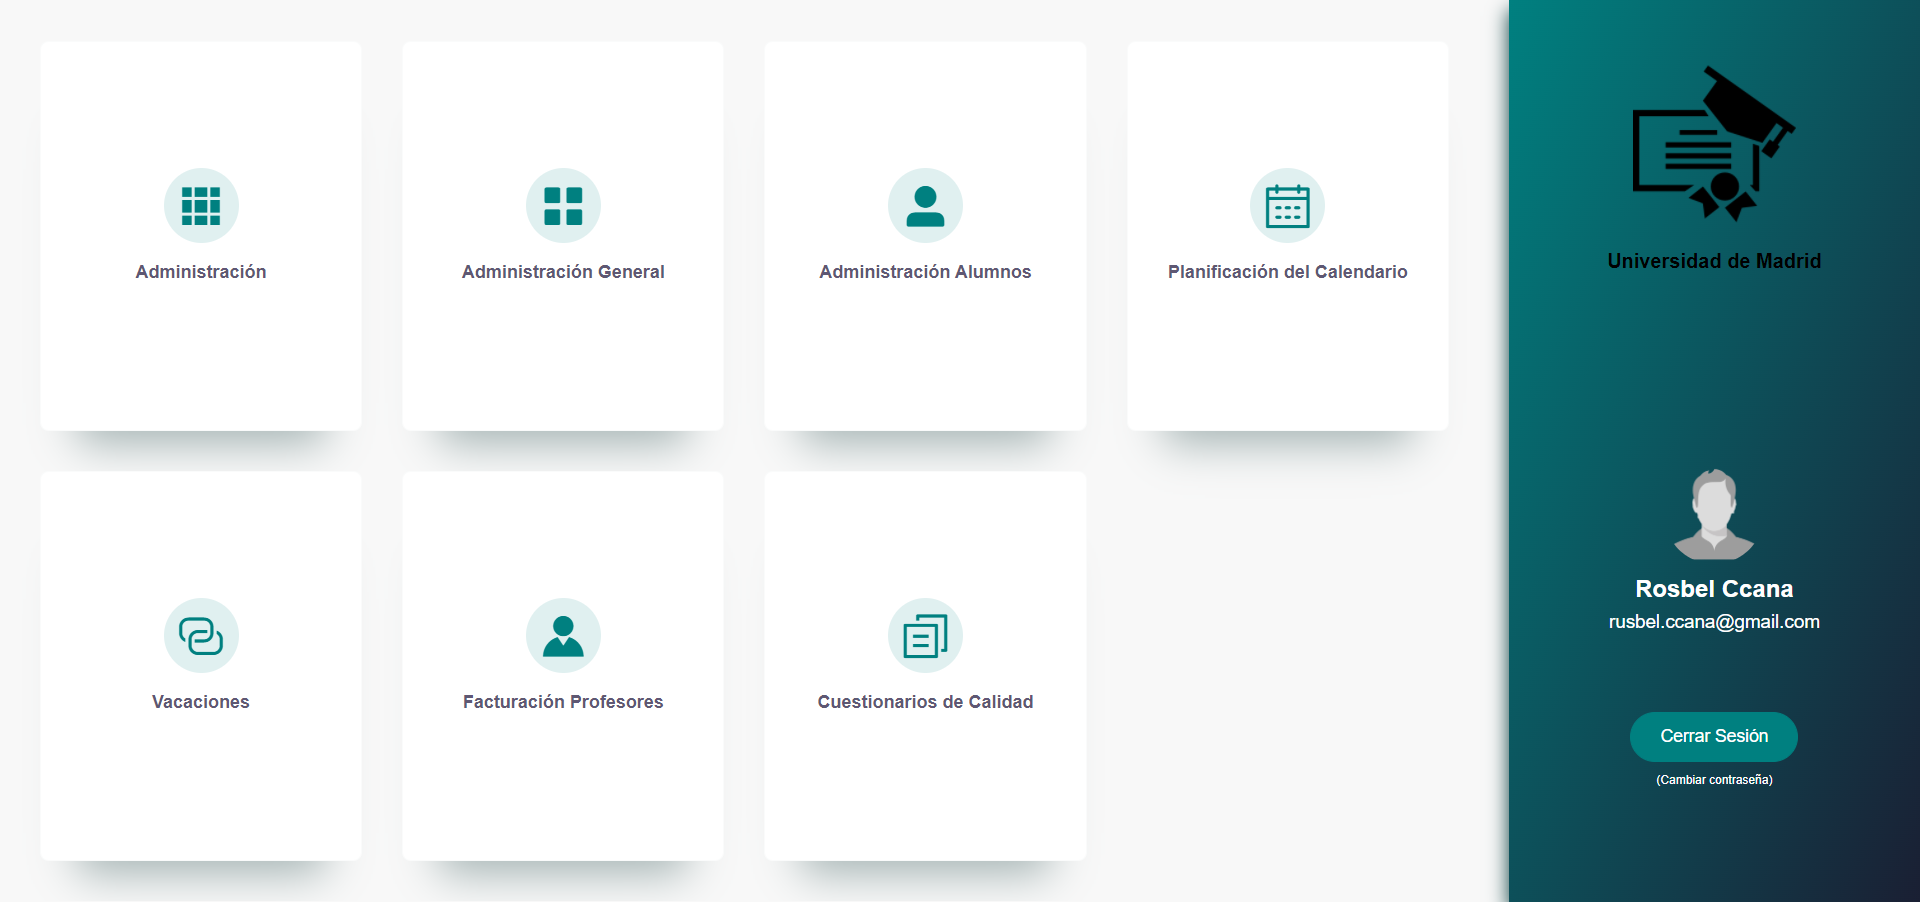 Administración
Administración General
Administración Alumnos
Planificación del Calendario
Vacaciones
Facturación Profesores
Cuestionarios de Calidad
Universidad de Madrid
Rosbel Ccana
rusbel.ccana@gmail.com
Cerrar Sesión
(Cambiar contraseña)